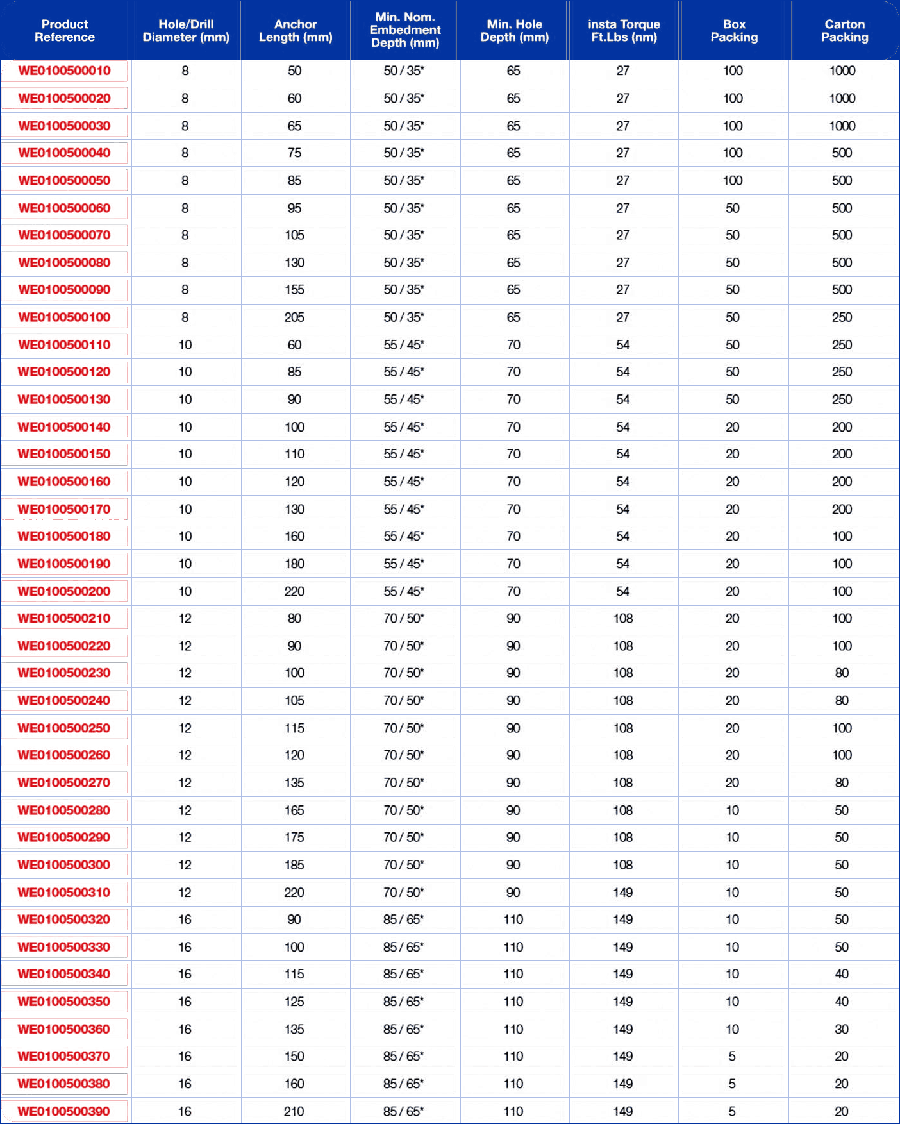 Product Reference Hole/Drill Diameter (mm) Anchor Length (mm) Min. Nom. Embedment Depth (mm) Min. Hole Depth (mm) insta Torque Ft.Lbs (nm) Box Packing Carton Packing
WE0100500010 8 50 50 / 35* 65 27 100 1000
WE0100500020 8 60 50 / 35* 65 27 100 1000
WE0100500030 8 65 50 / 35* 65 27 100 1000
WE0100500040 8 75 50 / 35* 65 27 100 500
WE0100500050 8 85 50 / 35* 65 27 100 500
WE0100500060 8 95 50 / 35* 65 27 50 500
WE0100500070 8 105 50 / 35* 65 27 50 500
WE0100500080 8 130 50 / 35* 65 27 50 500
WE0100500090 8 155 50 / 35* 65 27 50 500
WE0100500100 8 205 50 / 35* 65 27 50 250
WE0100500110 10 60 55 / 45* 70 54 50 250
WE0100500120 10 85 55 / 45* 70 54 50 250
WE0100500130 10 90 55 / 45* 70 54 50 250
WE0100500140 10 100 55 / 45* 70 54 20 200
WE0100500150 10 110 55 / 45* 70 54 20 200
WE0100500160 10 120 55 / 45* 70 54 20 200
WE0100500170 10 130 55 / 45* 70 54 20 200
WE0100500180 10 160 55 / 45* 70 54 20 100
WE0100500190 10 180 55 / 45* 70 54 20 100
WE0100500200 10 220 55 / 45* 70 54 20 100
WE0100500210 12 80 70 / 50* 90 108 20 100
WE0100500220 12 90 70 / 50* 90 108 20 100
WE0100500230 12 100 70 / 50* 90 108 20 80
WE0100500240 12 105 70 / 50* 90 108 20 80
WE0100500250 12 115 70 / 50* 90 108 20 100
WE0100500260 12 120 70 / 50* 90 108 20 100
WE0100500270 12 135 70 / 50* 90 108 20 80
WE0100500280 12 165 70 / 50* 90 108 10 50
WE0100500290 12 175 70 / 50* 90 108 10 50
WE0100500300 12 185 70 / 50* 90 108 10 50
WE0100500310 12 220 70 / 50* 90 149 10 50
WE0100500320 16 90 85 / 65* 110 149 10 50
WE0100500330 16 100 85 / 65* 110 149 10 50
WE0100500340 16 115 85 / 65* 110 149 10 40
WE0100500350 16 125 85 / 65* 110 149 10 40
WE0100500360 16 135 85 / 65* 110 149 10 30
WE0100500370 16 150 85 / 65* 110 149 5 20
WE0100500380 16 160 85 / 65* 110 149 5 20
WE0100500390 16 210 85 / 65* 110 149 5 20